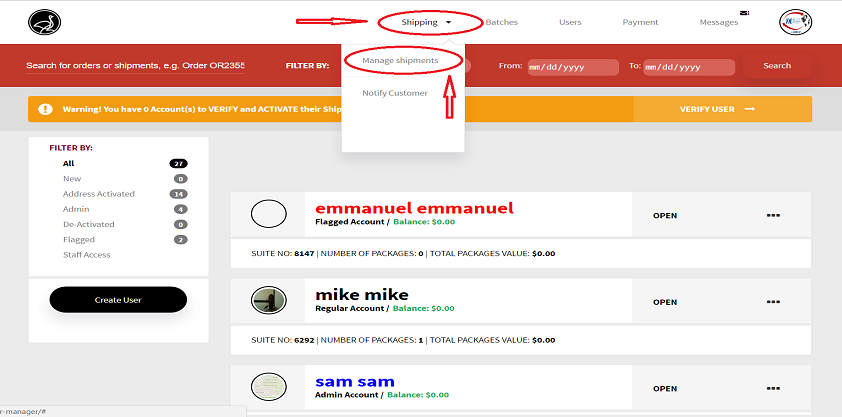 Shipping
Batches
Users
Payment
Messages
1
Search for orders or shipments, e.g. Order OR2355
FILTER BY:
From:
mm/dd/yyyy
To:
mm/dd/yyyy
Search
Manage shipments
Notify Customer
Warning! You have 0 Account(s) to VERIFY and ACTIVATE their Ship
VERIFY USER
FILTER BY:
All 27
New 0
Address Activated 14
Admin 4
De-Activated 0
Flagged 2
Staff Access
Create User
emmanuel emmanuel
Flagged Account / Balance: $0.00
OPEN
SUITE NO: 8147 | NUMBER OF PACKAGES: 0 | TOTAL PACKAGES VALUE: $0.00
mike mike
Regular Account / Balance: $0.00
OPEN
SUITE NO: 6292 | NUMBER OF PACKAGES: 1 | TOTAL PACKAGES VALUE: $0.00
sam sam
Admin Account / Balance: $0.00
OPEN
r-manager/#